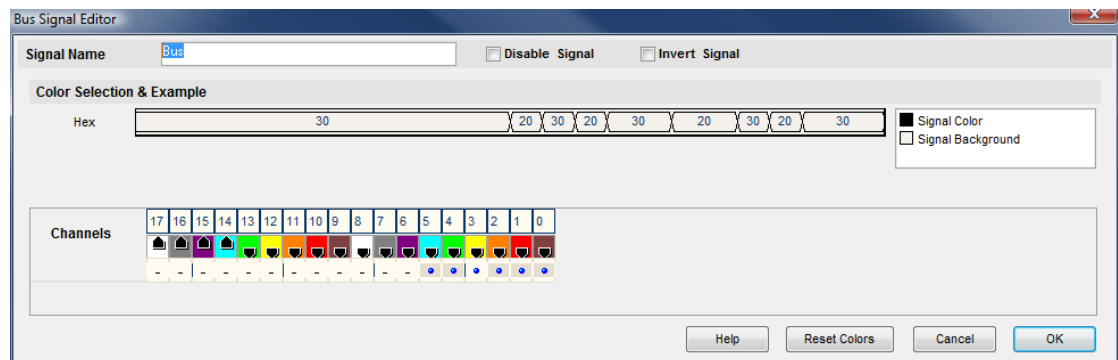 Bus Signal Editor
Signal Name Bus Disable Signal Invert Signal
Color Selection & Example
Hex 30 20 30 20 30 20 30 20 30 Signal Color
Signal Background
Channels 17 16 15 14 13 12 11 10 9 8 7 6 5 4 3 2 1 0
Help Reset Colors Cancel OK